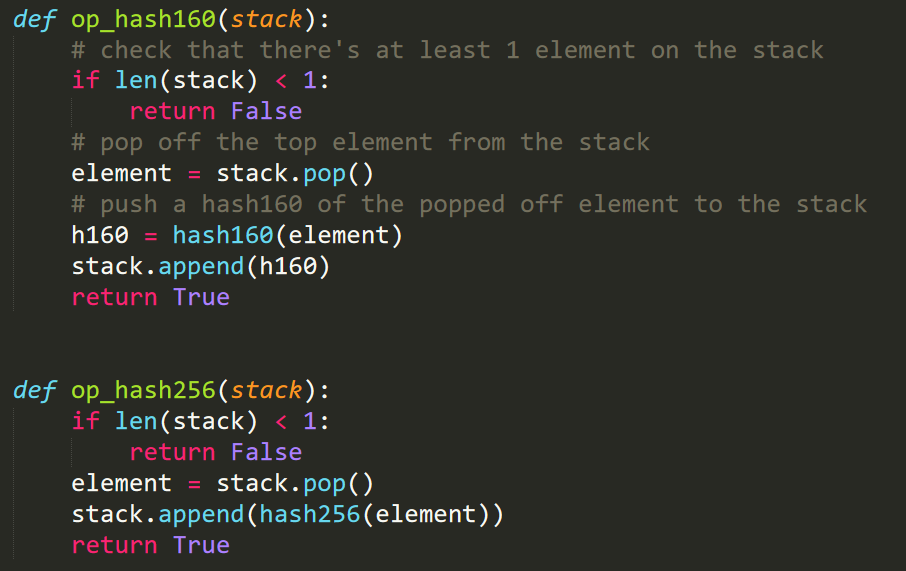 def op_hash160(stack):
    # check that there's at least 1 element on the stack
    if len(stack) < 1:
        return False
    # pop off the top element from the stack
    element = stack.pop()
    # push a hash160 of the popped off element to the stack
    h160 = hash160(element)
    stack.append(h160)
    return True
def op_hash256(stack):
    if len(stack) < 1:
        return False
    element = stack.pop()
    stack.append(hash256(element))
    return True